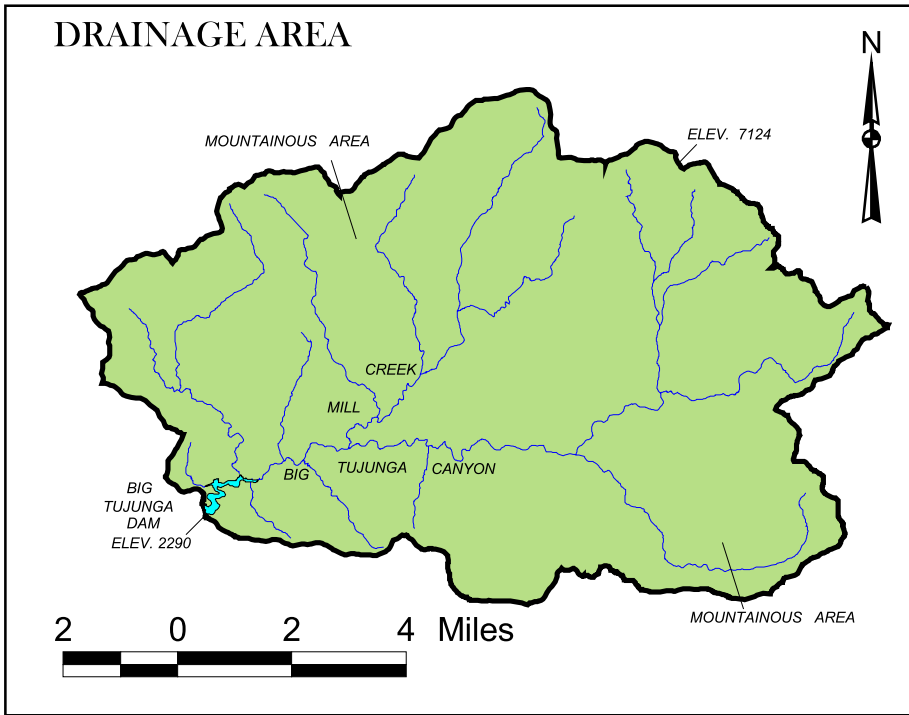 DRAINAGE AREA
N
MOUNTAINOUS AREA
ELEV. 7124
CREEK
MILL
BIG TUJUNGA CANYON
BIG
TUJUNGA
DAM
ELEV. 2290
MOUNTAINOUS AREA
2 0 2 4 Miles